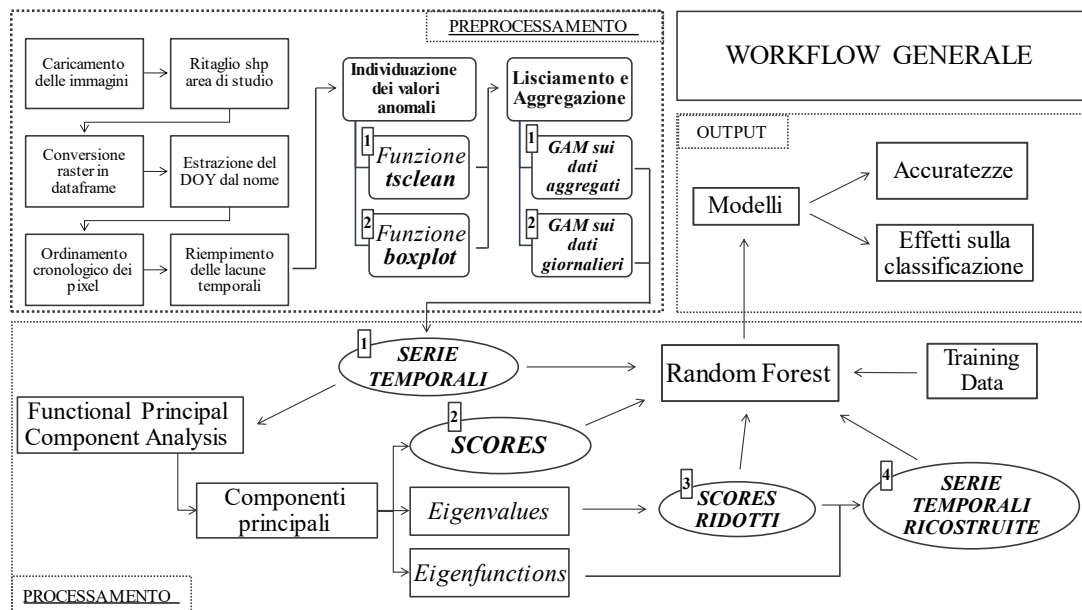 PREPROCESSAMENTO
Caricamento
delle immagini
Ritaglio shp
area di studio
Conversione
raster in
dataframe
Estrazione del
DOY dal nome
Ordinamento
cronologico dei
pixel
Riempimento
delle lacune
temporali
Individuazione
dei valori
anomali
1
Funzione
tsclean
2
Funzione
boxplot
Lisciamento e
Aggregazione
1
GAM sui
dati
aggregati
2
GAM sui
dati
giornalieri
WORKFLOW GENERALE
OUTPUT
Modelli
Accuratezze
Effetti sulla
classificazione
1
SERIE
TEMPORALI
Random Forest
Training
Data
Functional Principal
Component Analysis
2
SCORES
Componenti
principali
Eigenvalues
Eigenfunctions
3
SCORES
RIDOTTI
4
SERIE
TEMPORALI
RICOSTRUITE
PROCESSAMENTO